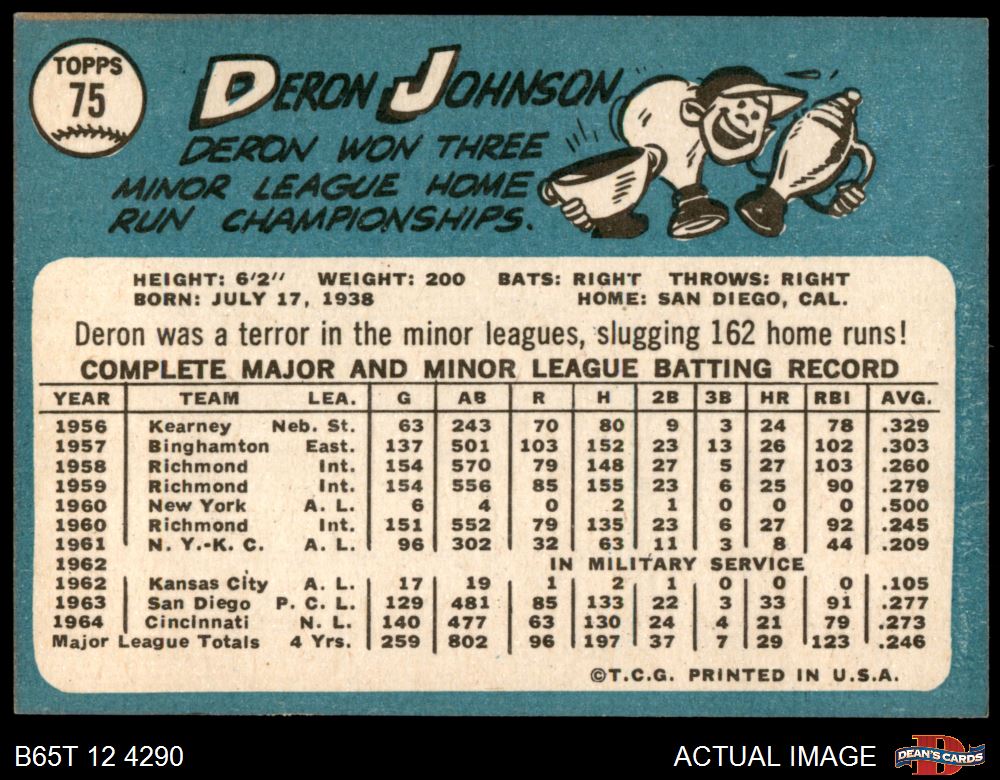 TOPPS
75
DERON JOHNSON
DERON WON THREE
MINOR LEAGUE HOME
RUN CHAMPIONSHIPS.
HEIGHT: 6'2" WEIGHT: 200 BATS: RIGHT THROWS: RIGHT
BORN: JULY 17, 1938 HOME: SAN DIEGO, CAL.
Deron was a terror in the minor leagues, slugging 162 home runs!
COMPLETE MAJOR AND MINOR LEAGUE BATTING RECORD
YEAR TEAM LEA. G AB R H 2B 3B HR RBI AVG.
1956 Kearney Neb. St. 63 243 70 80 9 3 24 78 .329
1957 Binghamton East. 137 501 103 152 23 13 26 102 .303
1958 Richmond Int. 154 570 79 148 27 5 27 103 .260
1959 Richmond Int. 154 556 85 155 23 6 25 90 .279
1960 New York A. L. 6 4 0 2 1 0 0 0 .500
1960 Richmond Int. 151 552 79 135 23 6 27 92 .245
1961 N. Y.-K. C. A. L. 96 302 32 63 11 3 8 44 .209
1962 IN MILITARY SERVICE
1962 Kansas City A. L. 17 19 1 2 1 0 0 0 .105
1963 San Diego P. C. L. 129 481 85 133 22 3 33 91 .277
1964 Cincinnati N. L. 140 477 63 130 24 4 21 79 .273
Major League Totals 4 Yrs. 259 802 96 197 37 7 29 123 .246
©T.C.G. PRINTED IN U.S.A.
B65T 12 4290 ACTUAL IMAGE
D
DEAN'S CARDS